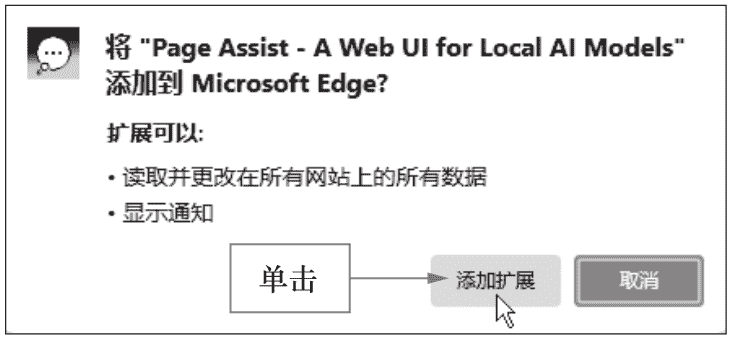 将 "Page Assist - A Web UI for Local AI Models"
添加到 Microsoft Edge?
扩展可以:
• 读取并更改在所有网站上的所有数据
• 显示通知
单击
添加扩展
取消